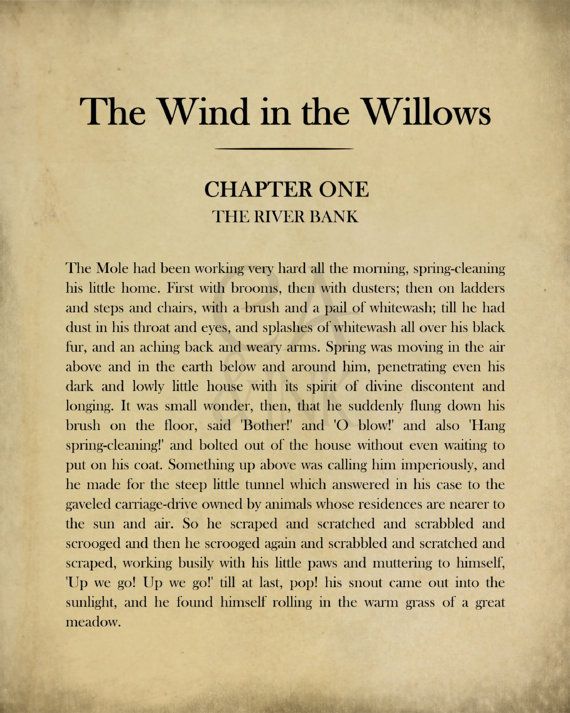 The Wind in the Willows
CHAPTER ONE
THE RIVER BANK
The Mole had been working very hard all the morning, spring-cleaning
his little home. First with brooms, then with dusters; then on ladders
and steps and chairs, with a brush and a pail of whitewash; till he had
dust in his throat and eyes, and splashes of whitewash all over his black
fur, and an aching back and weary arms. Spring was moving in the air
above and in the earth below and around him, penetrating even his
dark and lowly little house with its spirit of divine discontent and
longing. It was small wonder, then, that he suddenly flung down his
brush on the floor, said 'Bother!' and 'O blow!' and also 'Hang
spring-cleaning!' and bolted out of the house without even waiting to
put on his coat. Something up above was calling him imperiously, and
he made for the steep little tunnel which answered in his case to the
gaveled carriage-drive owned by animals whose residences are nearer to
the sun and air. So he scraped and scratched and scrabbled and
scrooged and then he scrooged again and scrabbled and scratched and
scraped, working busily with his little paws and muttering to himself,
'Up we go! Up we go!' till at last, pop! his snout came out into the
sunlight, and he found himself rolling in the warm grass of a great
meadow.